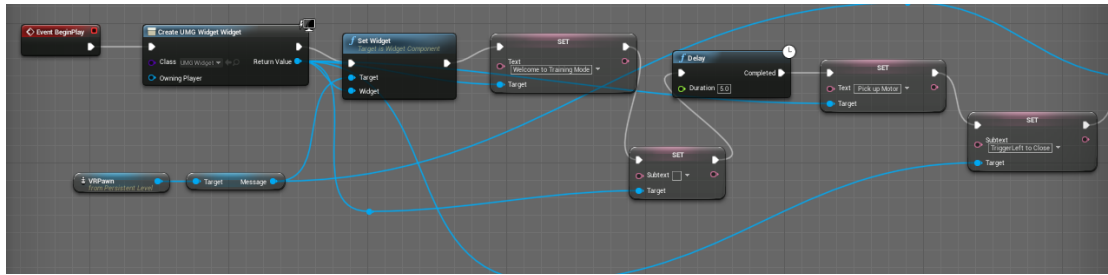 Event BeginPlay
Create UMG Widget Widget
Class UMG Widget Return Value
Owning Player
Set Widget
Target is Widget Component
Target
Widget
SET
Text
Welcome to Training Mode
Target
Delay
Completed
Duration 5.0
SET
Text Pick up Motor
Target
SET
Subtext
TriggerLeft to Close
Target
SET
Subtext
Target
VRPawn
from Persistent Level
Target Message